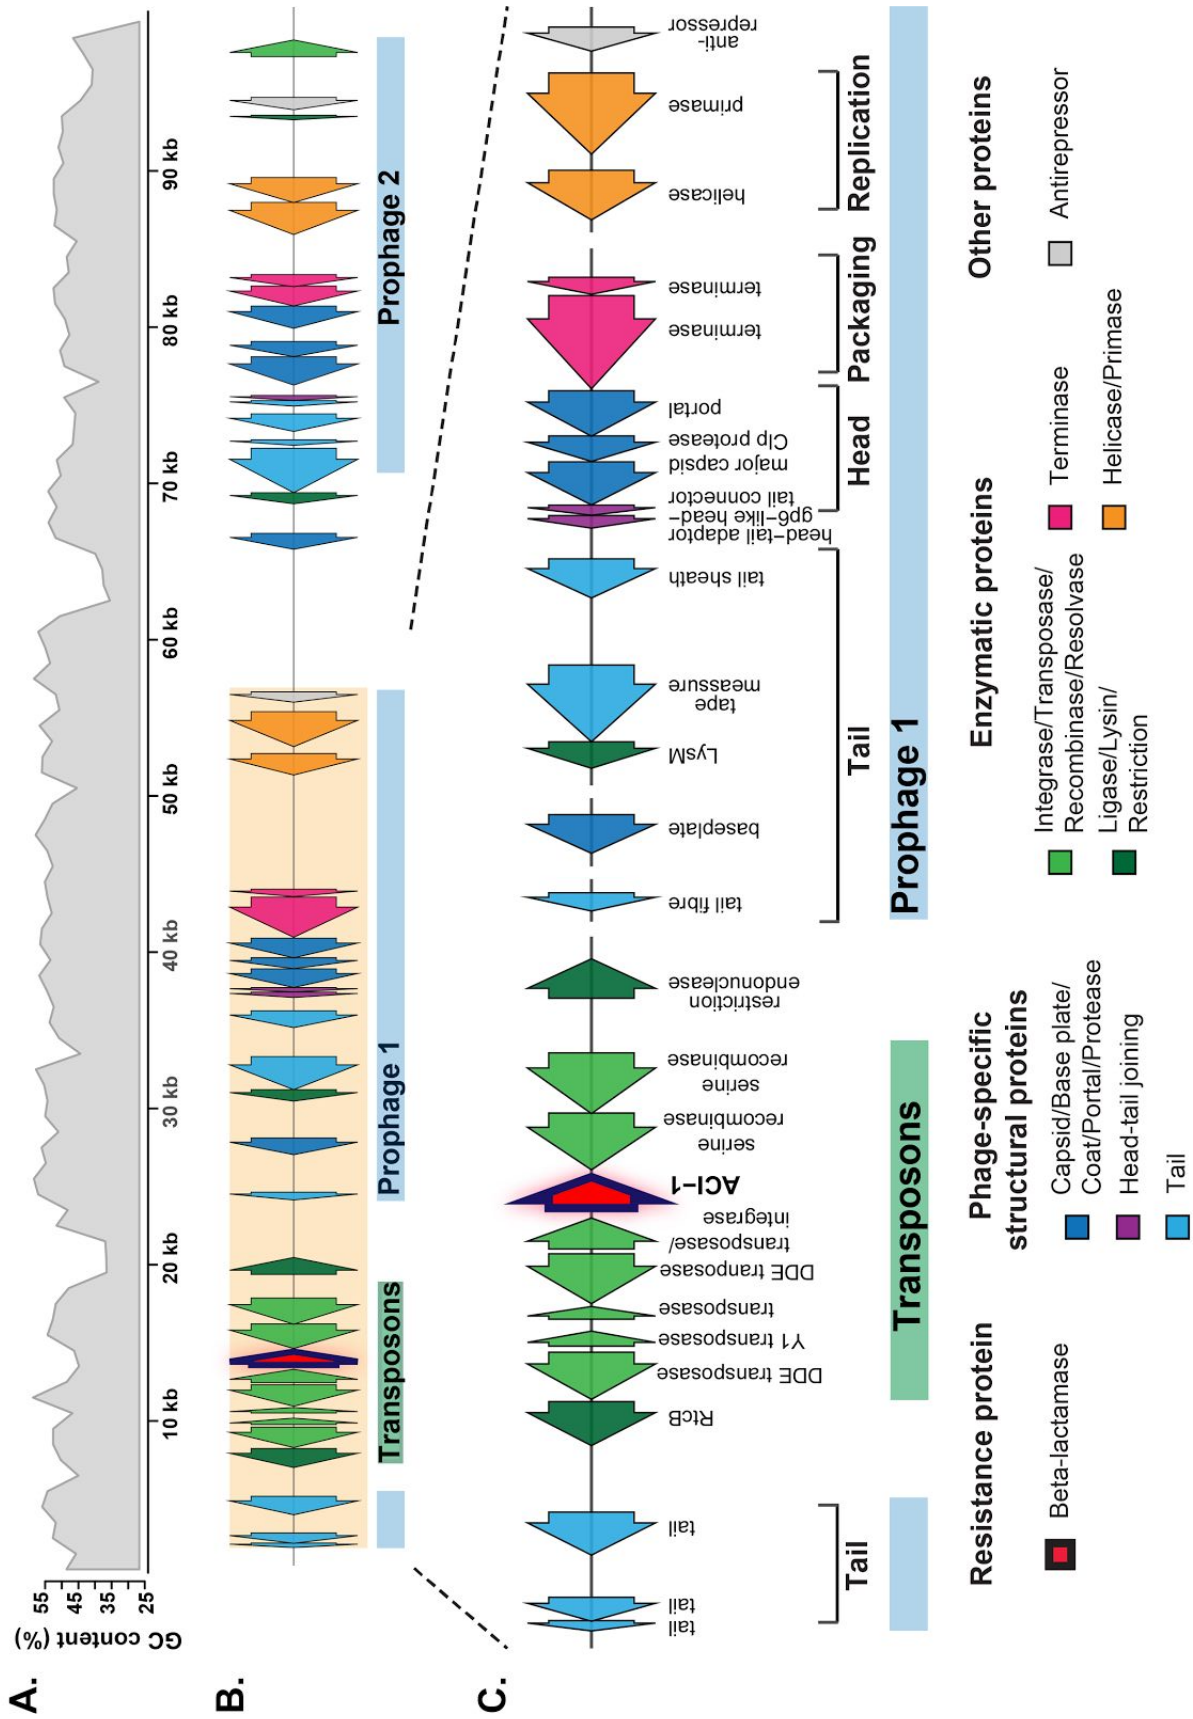 A.
GC content (%)
55
45
35
25
10 kb
20 kb
30 kb
40 kb
50 kb
60 kb
70 kb
80 kb
90 kb
B.
Transposons
Prophage 1
Prophage 2
C.
tail
tail
tail
RtcB
DDE transposase
Y1 transposase
transposase
DDE tranposase
transposase/
integrase
ACI-1
serine
recombinase
serine
recombinase
restriction
endonuclease
tail fibre
baseplate
LysM
tape
meassure
tail sheath
head-tail adaptor
gp6-like head-
tail connector
major capsid
Clp protease
portal
terminase
terminase
helicase
primase
anti-
repressor
Tail
Tail
Head
Packaging
Replication
Transposons
Prophage 1
Resistance protein
Beta-lactamase
Phage-specific
structural proteins
Capsid/Base plate/
Coat/Portal/Protease
Head-tail joining
Tail
Enzymatic proteins
Integrase/Transposase/
Recombinase/Resolvase
Ligase/Lysin/
Restriction
Terminase
Helicase/Primase
Other proteins
Antirepressor